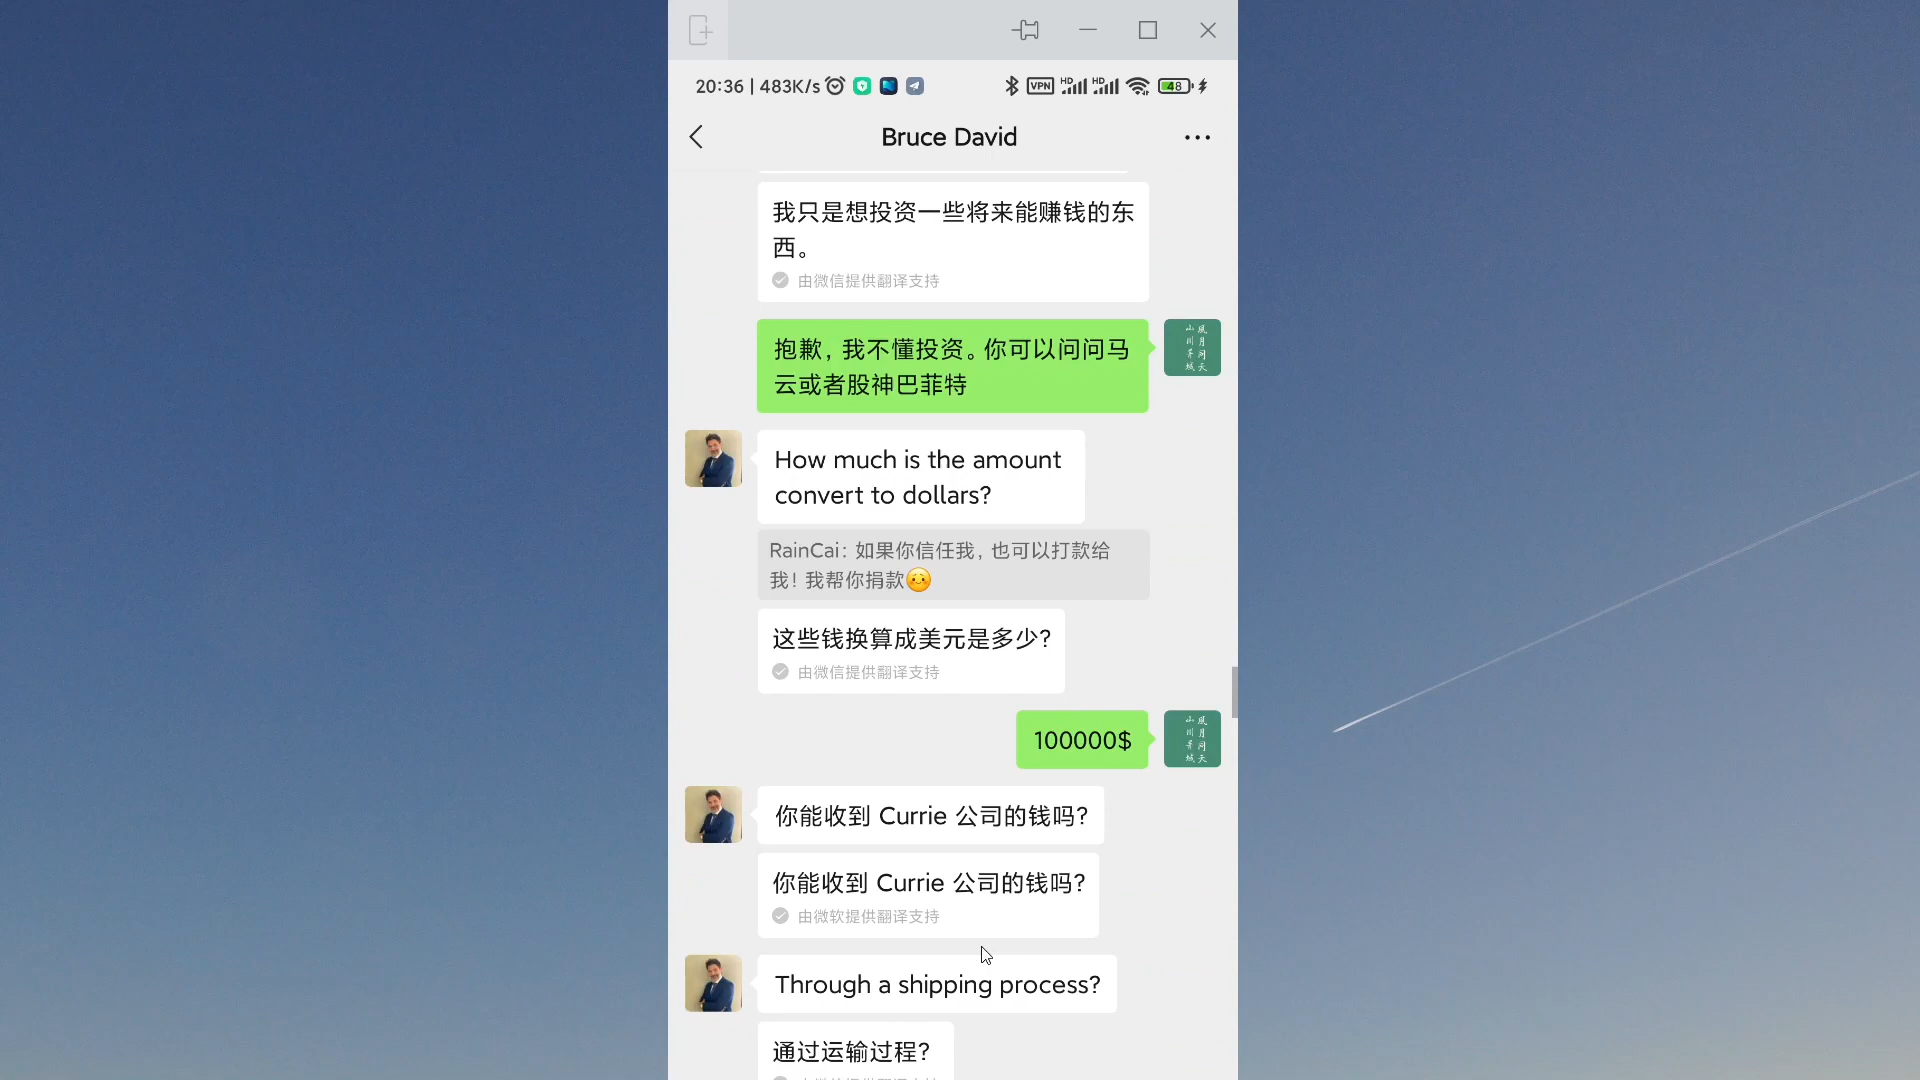 20:36 | 483K/s
VPN
HD
HD
48
Bruce David
我只是想投资一些将来能赚钱的东
西。
由微信提供翻译支持
抱歉，我不懂投资。你可以问问马
云或者股神巴菲特
How much is the amount
convert to dollars?
RainCai：如果你信任我，也可以打款给
我！我帮你捐款
这些钱换算成美元是多少？
由微信提供翻译支持
100000$
你能收到 Currie 公司的钱吗？
你能收到 Currie 公司的钱吗？
由微软提供翻译支持
Through a shipping process?
通过运输过程？